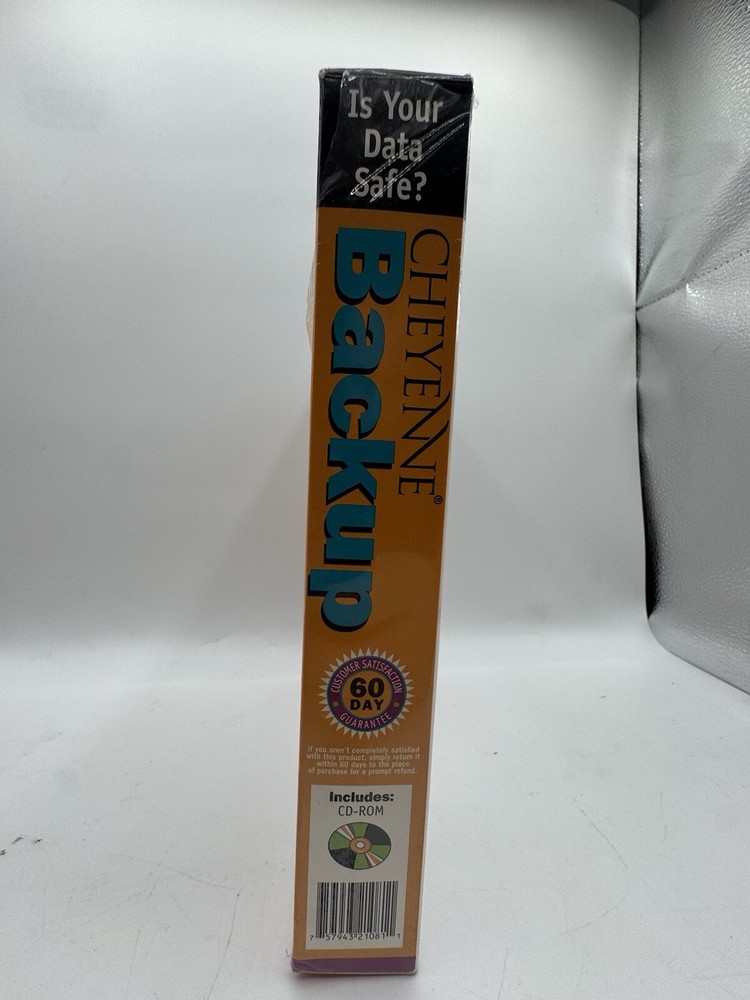 Is Your
Data
Safe?
CHEYENNE®
Backup
CUSTOMER SATISFACTION
60
DAY
GUARANTEE
If you aren't completely satisfied
with this product, simply return it
within 60 days to the place
of purchase for a prompt refund.
includes:
CD-ROM
7 57943 21081 1